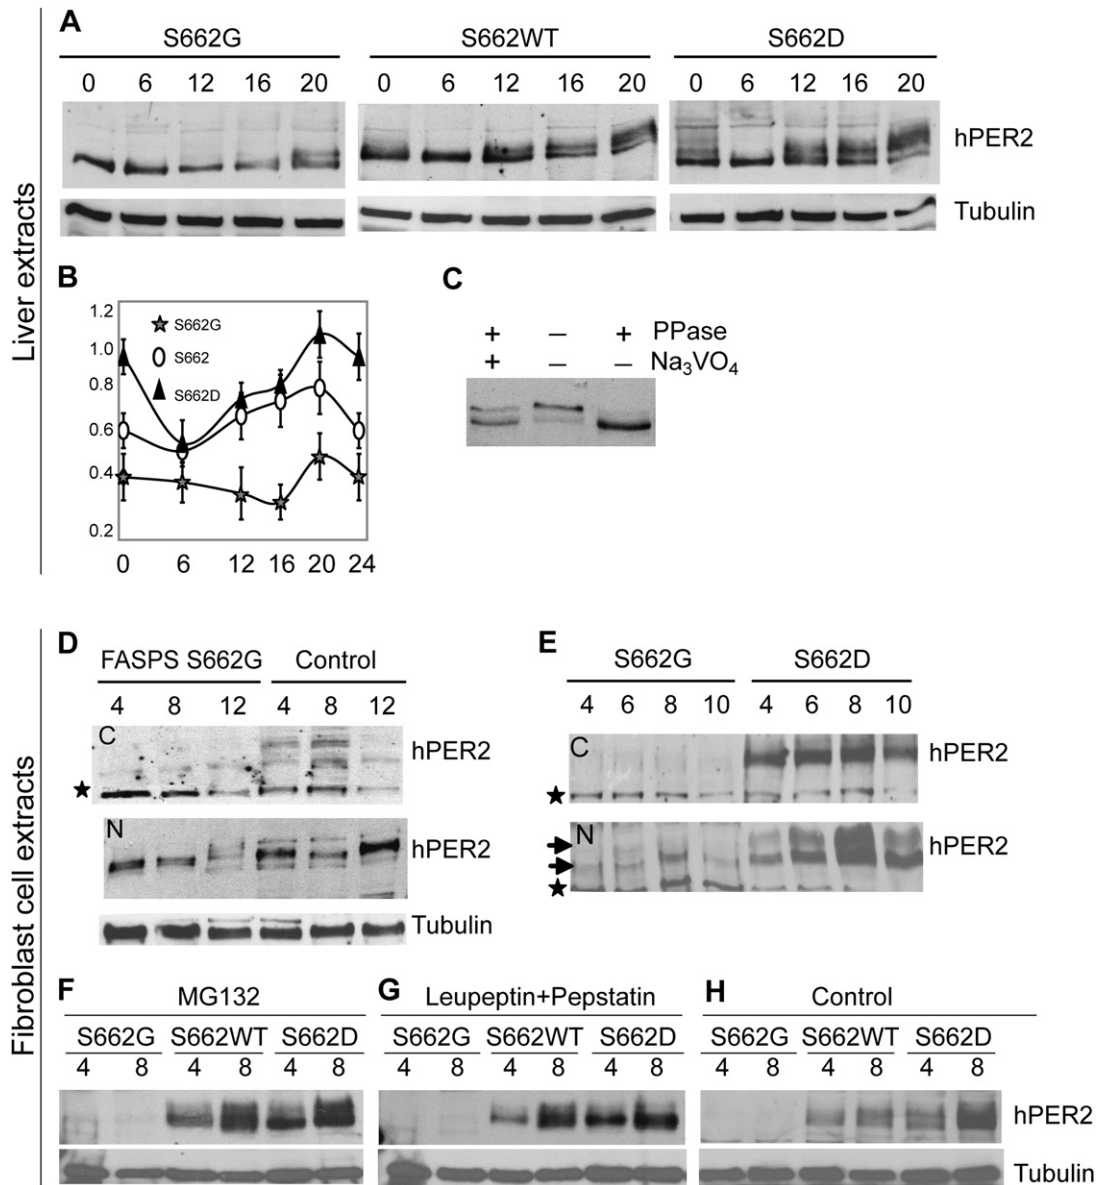 Liver extracts
A
S662G S662WT S662D
0 6 12 16 20 0 6 12 16 20 0 6 12 16 20
hPER2
Tubulin
B
1.2
1.0
0.8
0.6
0.4
0.2
S662G
S662
S662D
0 6 12 16 20 24
C
+ – + PPase
+ – – Na₃VO₄
Fibroblast cell extracts
D
FASPS S662G Control
4 8 12 4 8 12
C
hPER2
N
hPER2
Tubulin
E
S662G S662D
4 6 8 10 4 6 8 10
C
hPER2
N
hPER2
F MG132
S662G S662WT S662D
4 8 4 8 4 8
G Leupeptin+Pepstatin
S662G S662WT S662D
4 8 4 8 4 8
H Control
S662G S662WT S662D
4 8 4 8 4 8
hPER2
Tubulin